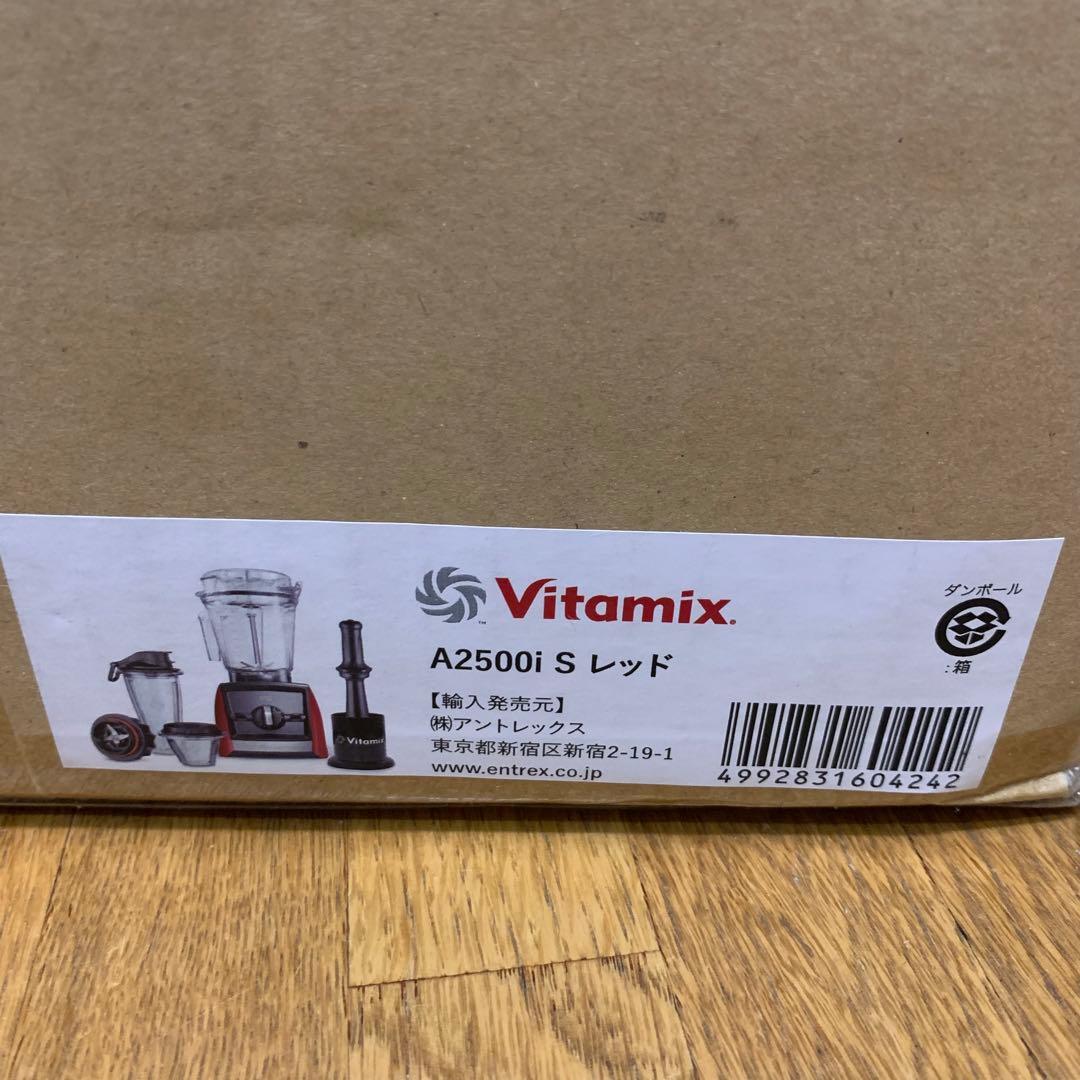 ダンボール
Vitamix®
™
A2500i S レッド
:箱
【輸入発売元】
㈱アントレックス
東京都新宿区新宿2-19-1
www.entrex.co.jp
4992831604242
Vitamix